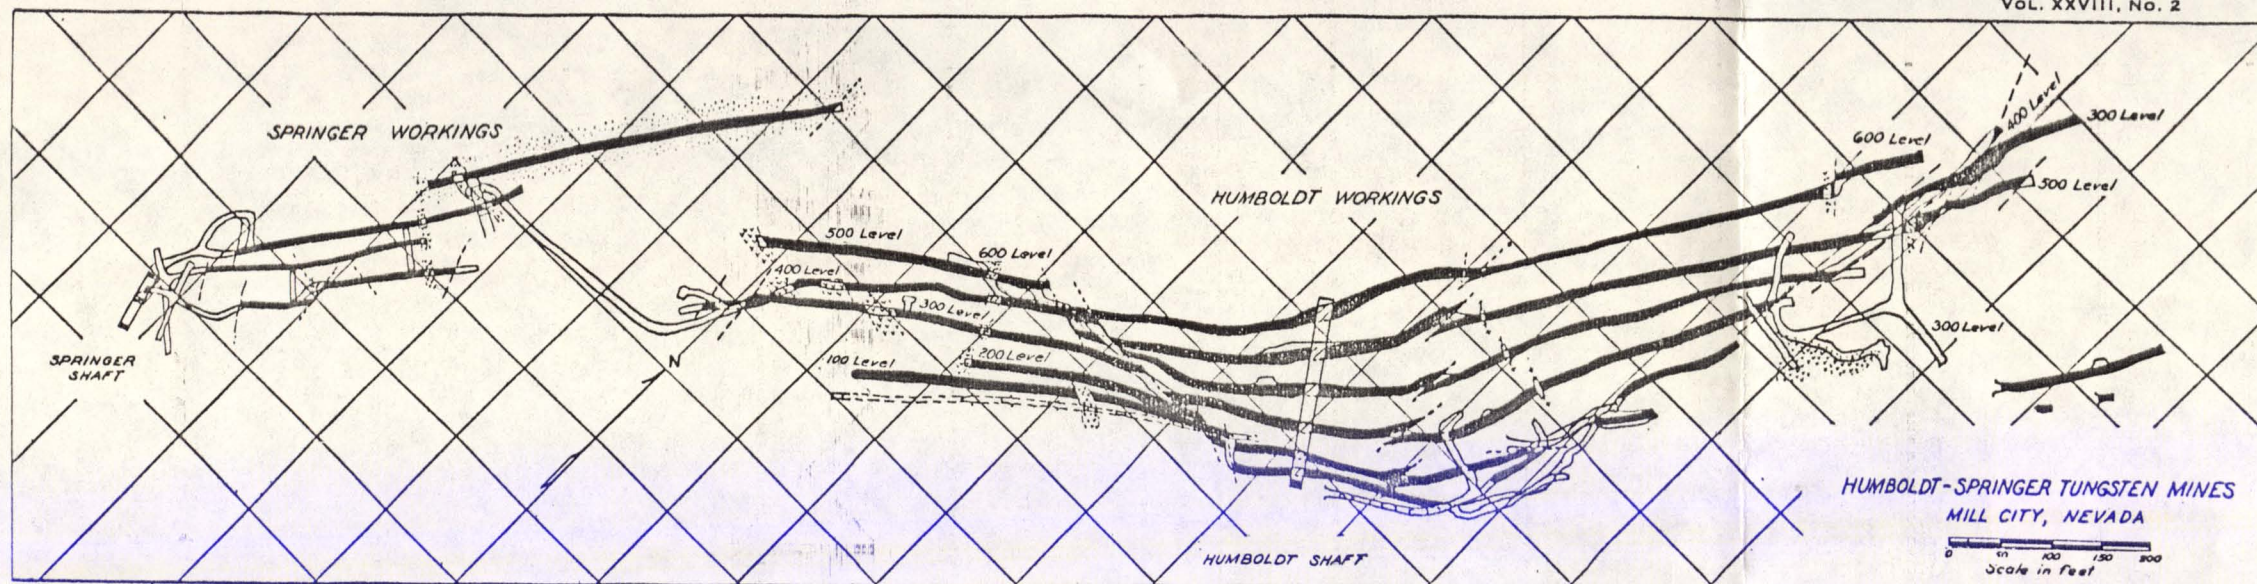 VOL. XXVIII, No. 2
SPRINGER WORKINGS
HUMBOLDT WORKINGS
400 Level
300 Level
600 Level
500 Level
500 Level
600 Level
400 Level
300 Level
300 Level
SPRINGER
SHAFT
N
100 Level
200 Level
HUMBOLDT SHAFT
HUMBOLDT-SPRINGER TUNGSTEN MINES
MILL CITY, NEVADA
0 50 100 150 200
Scale in Feet